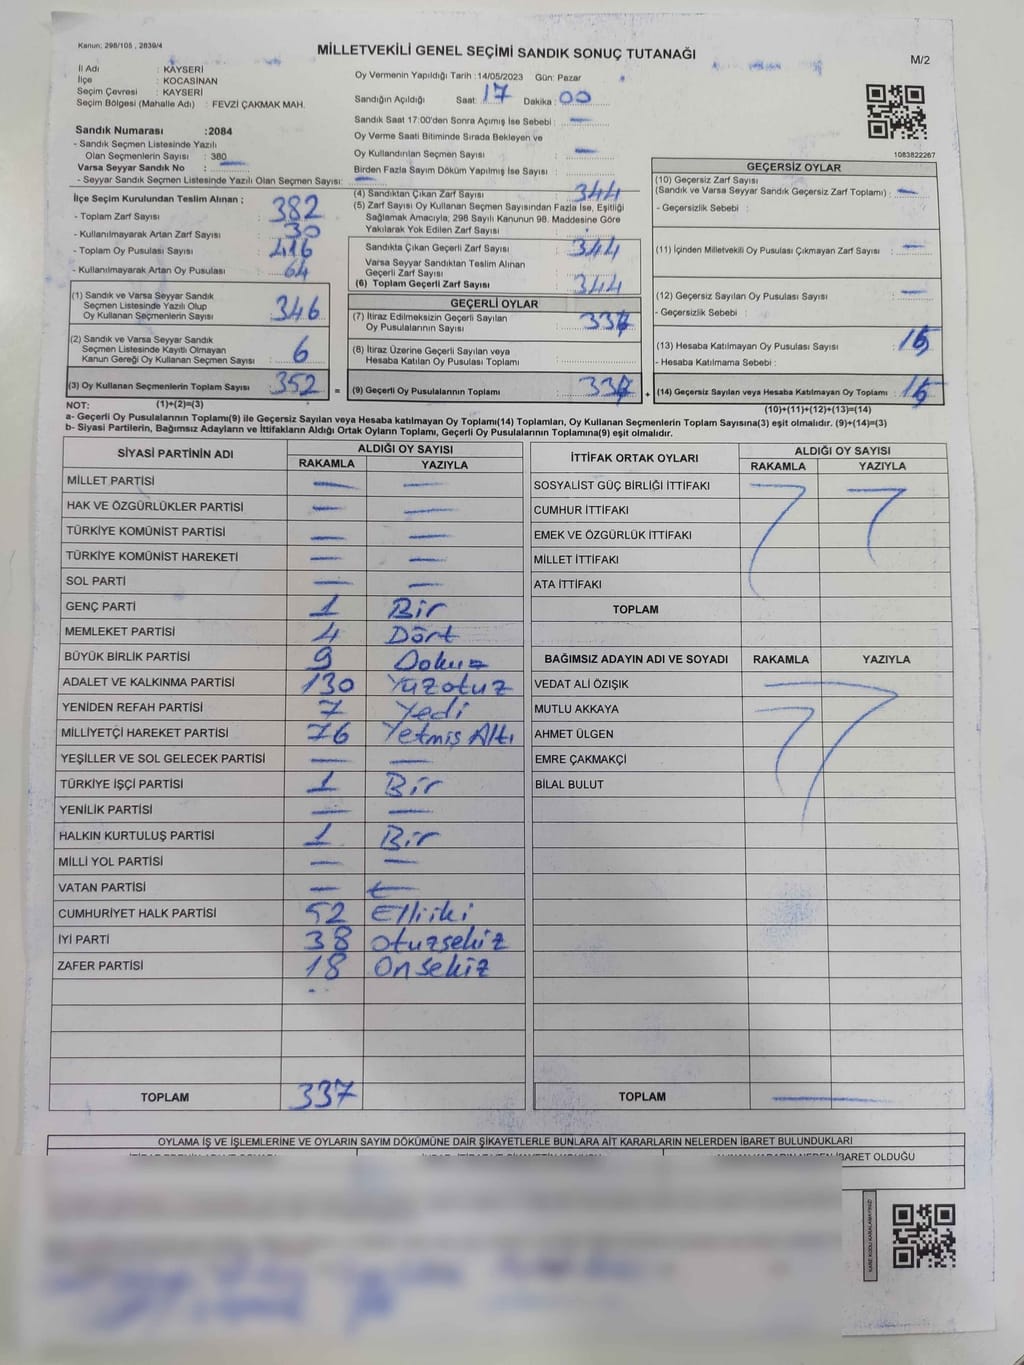 Kanun: 298/105 , 2839/4
MİLLETVEKİLİ GENEL SEÇİMİ SANDIK SONUÇ TUTANAĞI
M/2
İl Adı : KAYSERİ
İlçe : KOCASİNAN
Seçim Çevresi : KAYSERİ
Seçim Bölgesi (Mahalle Adı) : FEVZİ ÇAKMAK MAH.
Oy Vermenin Yapıldığı Tarih :14/05/2023 Gün: Pazar
Sandığın Açıldığı Saat: 17 Dakika: 00
Sandık Saat 17:00'den Sonra Açımış İse Sebebi : —
Oy Verme Saati Bitiminde Sırada Bekleyen ve
Oy Kullandırılan Seçmen Sayısı : —
Birden Fazla Sayım Döküm Yapılmış İse Sayısı : —
Sandık Numarası :2084
- Sandık Seçmen Listesinde Yazılı
Olan Seçmenlerin Sayısı : 380
Varsa Seyyar Sandık No : —
- Seyyar Sandık Seçmen Listesinde Yazılı Olan Seçmen Sayısı: —
İlçe Seçim Kurulundan Teslim Alınan ;
- Toplam Zarf Sayısı : 382
- Kullanılmayarak Artan Zarf Sayısı : 30
- Toplam Oy Pusulası Sayısı : 416
- Kullanılmayarak Artan Oy Pusulası : 64
(1) Sandık ve Varsa Seyyar Sandık
Seçmen Listesinde Yazılı Olup
Oy Kullanan Seçmenlerin Sayısı : 346
(2) Sandık ve Varsa Seyyar Sandık
Seçmen Listesinde Kayıtlı Olmayan
Kanun Gereği Oy Kullanan Seçmen Sayısı : 6
(3) Oy Kullanan Seçmenlerin Toplam Sayısı : 352 =
(4) Sandıktan Çıkan Zarf Sayısı : 344
(5) Zarf Sayısı Oy Kullanan Seçmen Sayısından Fazla İse, Eşitliği
Sağlamak Amacıyla; 298 Sayılı Kanunun 98. Maddesine Göre
Yakılarak Yok Edilen Zarf Sayısı :
Sandıkta Çıkan Geçerli Zarf Sayısı : 344
Varsa Seyyar Sandıktan Teslim Alınan
Geçerli Zarf Sayısı :
(6) Toplam Geçerli Zarf Sayısı : 344
GEÇERLİ OYLAR
(7) İtiraz Edilmeksizin Geçerli Sayılan
Oy Pusulalarının Sayısı : 337
(8) İtiraz Üzerine Geçerli Sayılan veya
Hesaba Katılan Oy Pusulası Toplamı :
(9) Geçerli Oy Pusulalarının Toplamı : 337 +
GEÇERSİZ OYLAR
1083822267
(10) Geçersiz Zarf Sayısı
(Sandık ve Varsa Seyyar Sandık Geçersiz Zarf Toplamı) : —
- Geçersizlik Sebebi :
(11) İçinden Milletvekili Oy Pusulası Çıkmayan Zarf Sayısı : —
(12) Geçersiz Sayılan Oy Pusulası Sayısı : —
- Geçersizlik Sebebi :
(13) Hesaba Katılmayan Oy Pusulası Sayısı : 15
- Hesaba Katılmama Sebebi :
(14) Geçersiz Sayılan veya Hesaba Katılmayan Oy Toplamı : 15
NOT: (1)+(2)=(3)
(10)+(11)+(12)+(13)=(14)
a- Geçerli Oy Pusulalarının Toplamı(9) ile Geçersiz Sayılan veya Hesaba katılmayan Oy Toplamı(14) Toplamları, Oy Kullanan Seçmenlerin Toplam Sayısına(3) eşit olmalıdır. (9)+(14)=(3)
b- Siyasi Partilerin, Bağımsız Adayların ve İttifakların Aldığı Ortak Oyların Toplamı, Geçerli Oy Pusulalarının Toplamına(9) eşit olmalıdır.
SİYASİ PARTİNİN ADI ALDIĞI OY SAYISI
RAKAMLA YAZIYLA
MİLLET PARTİSİ — —
HAK VE ÖZGÜRLÜKLER PARTİSİ — —
TÜRKİYE KOMÜNİST PARTİSİ — —
TÜRKİYE KOMÜNİST HAREKETİ — —
SOL PARTİ — —
GENÇ PARTİ 1 Bir
MEMLEKET PARTİSİ 4 Dört
BÜYÜK BİRLİK PARTİSİ 9 Dokuz
ADALET VE KALKINMA PARTİSİ 130 Yüzotuz
YENİDEN REFAH PARTİSİ 7 Yedi
MİLLİYETÇİ HAREKET PARTİSİ 76 Yetmiş Altı
YEŞİLLER VE SOL GELECEK PARTİSİ — —
TÜRKİYE İŞÇİ PARTİSİ 1 Bir
YENİLİK PARTİSİ — —
HALKIN KURTULUŞ PARTİSİ 1 Bir
MİLLİ YOL PARTİSİ — —
VATAN PARTİSİ — —
CUMHURİYET HALK PARTİSİ 52 Elliiki
İYİ PARTİ 38 otuzsekiz
ZAFER PARTİSİ 18 Onsekiz
TOPLAM 337
İTTİFAK ORTAK OYLARI ALDIĞI OY SAYISI
RAKAMLA YAZIYLA
SOSYALİST GÜÇ BİRLİĞİ İTTİFAKI
CUMHUR İTTİFAKI
EMEK VE ÖZGÜRLÜK İTTİFAKI
MİLLET İTTİFAKI
ATA İTTİFAKI
TOPLAM
BAĞIMSIZ ADAYIN ADI VE SOYADI RAKAMLA YAZIYLA
VEDAT ALİ ÖZIŞIK
MUTLU AKKAYA
AHMET ÜLGEN
EMRE ÇAKMAKÇİ
BİLAL BULUT
TOPLAM —
OYLAMA İŞ VE İŞLEMLERİNE VE OYLARIN SAYIM DÖKÜMÜNE DAİR ŞİKAYETLERLE BUNLARA AİT KARARLARIN NELERDEN İBARET BULUNDUKLARI
İBARET OLDUĞU